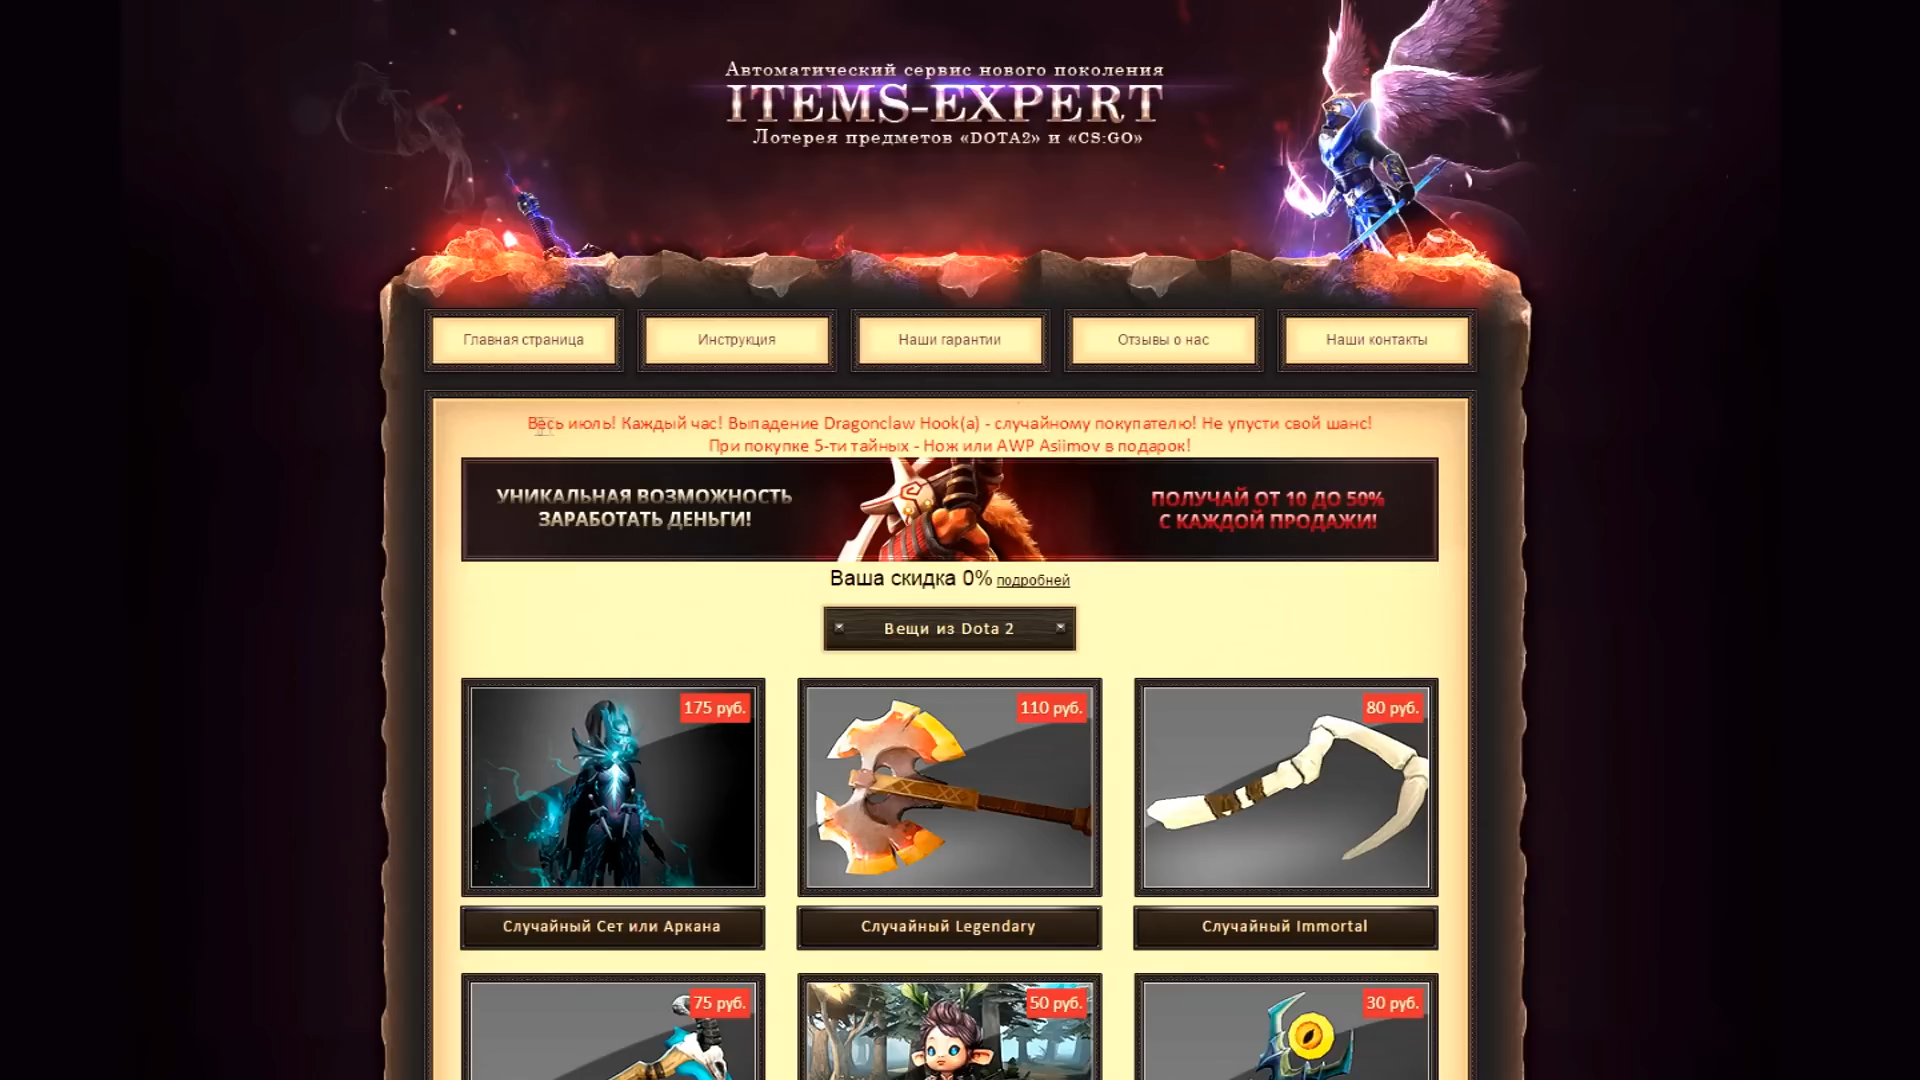 Автоматический сервис нового поколения
ITEMS-EXPERT
Лотерея предметов «DOTA2» и «CS:GO»
Главная страница
Инструкция
Наши гарантии
Отзывы о нас
Наши контакты
Весь июль! Каждый час! Выпадение Dragonclaw Hook(а) - случайному покупателю! Не упусти свой шанс!
При покупке 5-ти тайных - Нож или AWP Asiimov в подарок!
УНИКАЛЬНАЯ ВОЗМОЖНОСТЬ
ЗАРАБОТАТЬ ДЕНЬГИ!
ПОЛУЧАЙ ОТ 10 ДО 50%
С КАЖДОЙ ПРОДАЖИ!
Ваша скидка 0% подробней
Вещи из Dota 2
175 руб.
110 руб.
80 руб.
Случайный Сет или Аркана
Случайный Legendary
Случайный Immortal
75 руб.
50 руб.
30 руб.